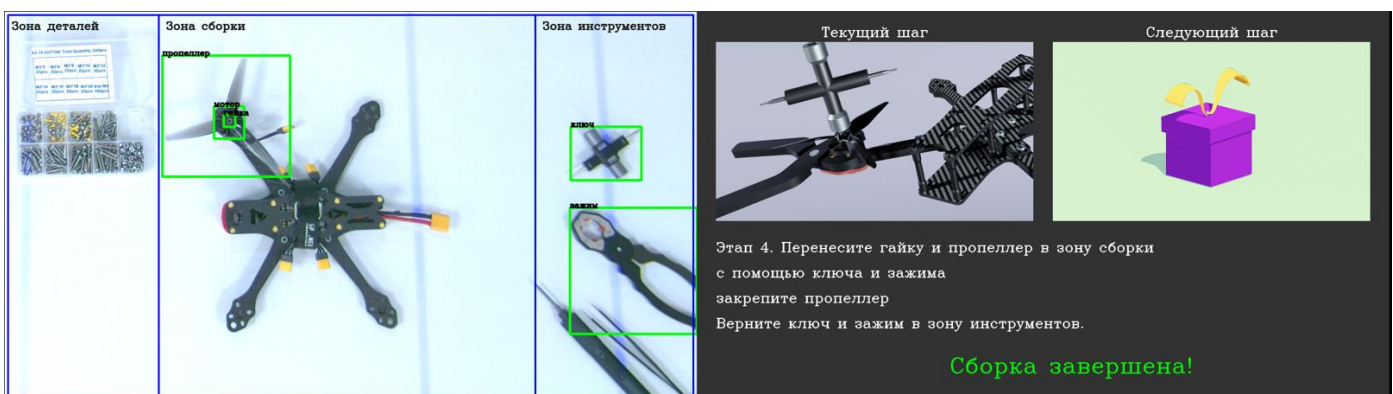 Зона деталей
Зона сборки
Зона инструментов
пропеллер
мотор
гайка
ключ
зажим
Текущий шаг
Следующий шаг
Этап 4. Перенесите гайку и пропеллер в зону сборки
с помощью ключа и зажима
закрепите пропеллер
Верните ключ и зажим в зону инструментов.
Сборка завершена!